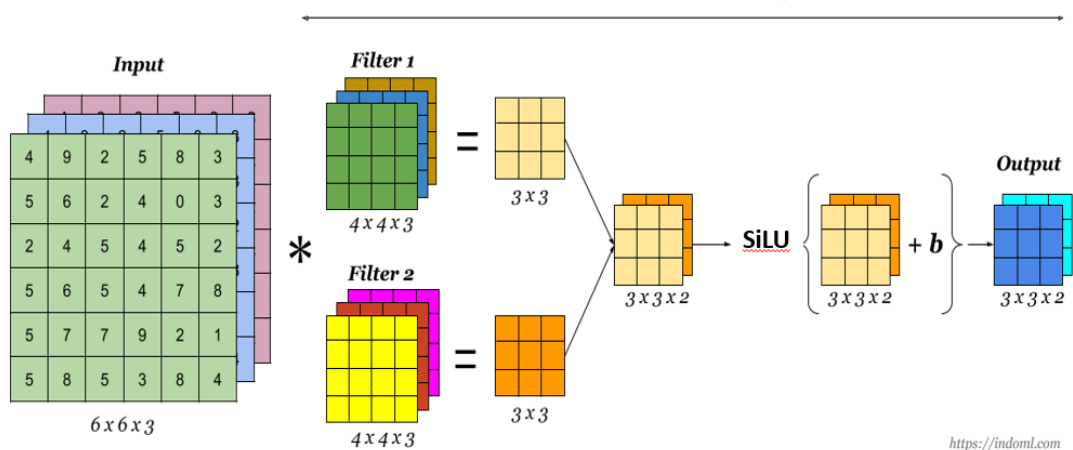 Input
Filter 1
4 9 2 5 8 3
5 6 2 4 0 3
2 4 5 4 5 2
5 6 5 4 7 8
5 7 7 9 2 1
5 8 5 3 8 4
6 x 6 x 3
*
4 x 4 x 3
=
3 x 3
Filter 2
4 x 4 x 3
=
3 x 3
3 x 3 x 2
SiLU
{
3 x 3 x 2
+ b
}
Output
3 x 3 x 2
https://indoml.com